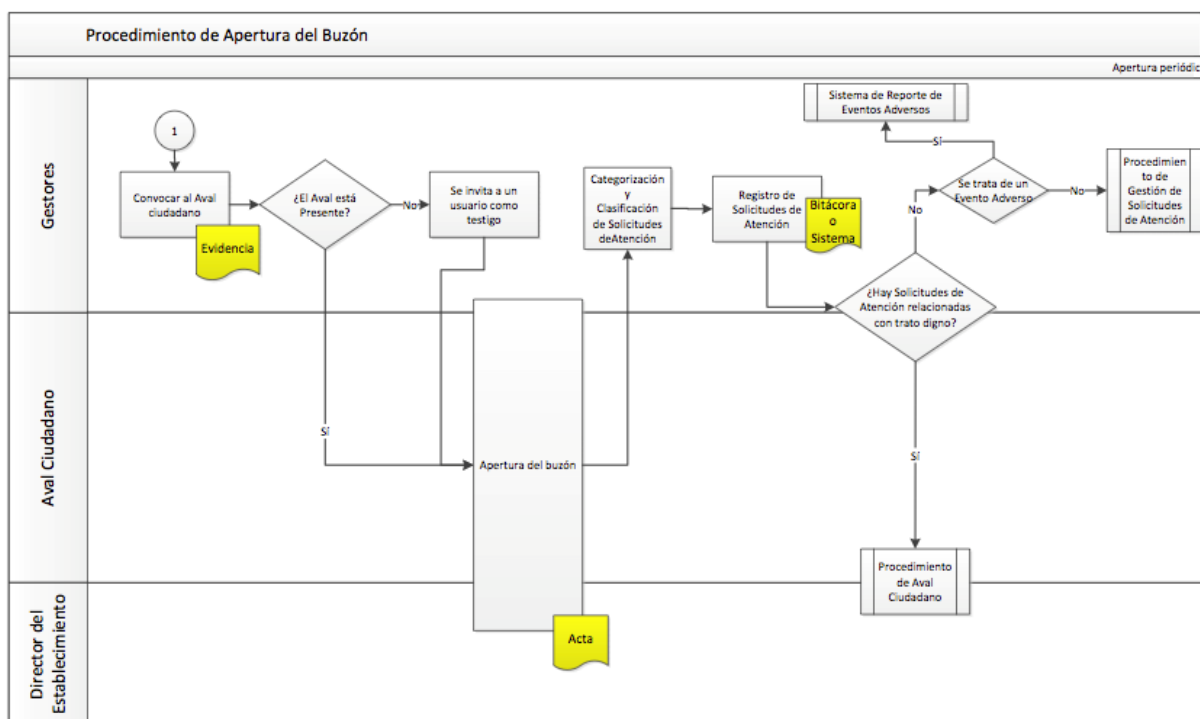 Procedimiento de Apertura del Buzón
Apertura periódic
Gestores
1
Convocar al Aval
ciudadano
Evidencia
¿El Aval está
Presente?
No
Sí
Se invita a un
usuario como
testigo
Categorización
y
Clasificación
de Solicitudes
deAtención
Registro de
Solicitudes de
Atención
Bitácora
o
Sistema
Sistema de Reporte de
Eventos Adversos
Sí
Se trata de un
Evento Adverso
No
Procedimien
to de
Gestión de
Solicitudes
de Atención
No
¿Hay Solicitudes de
Atención relacionadas
con trato digno?
Sí
Aval Ciudadano
Apertura del buzón
Procedimiento
de Aval
Ciudadano
Director del
Establecimiento
Acta